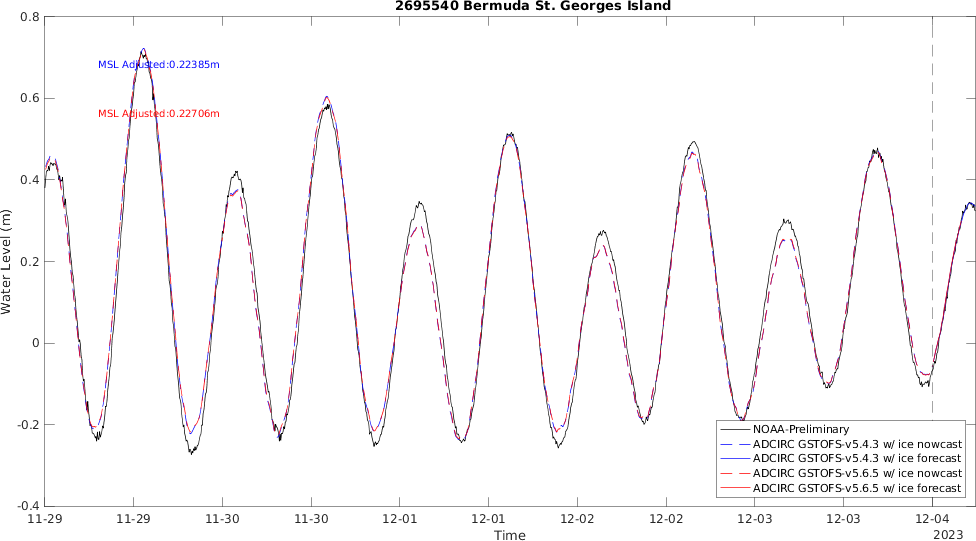 2695540 Bermuda St. Georges Island
0.8
MSL Adjusted:0.22385m
0.6
MSL Adjusted:0.22706m
0.4
0.2
0
-0.2
-0.4
Water Level (m)
NOAA-Preliminary
ADCIRC GSTOFS-v5.4.3 w/ ice nowcast
ADCIRC GSTOFS-v5.4.3 w/ ice forecast
ADCIRC GSTOFS-v5.6.5 w/ ice nowcast
ADCIRC GSTOFS-v5.6.5 w/ ice forecast
11-29 11-29 11-30 11-30 12-01 12-01 12-02 12-02 12-03 12-03 12-04
Time
2023